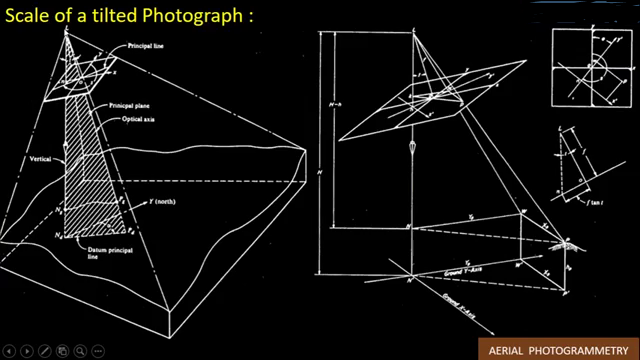 Scale of a tilted Photograph :
Principal line
Principal plane
Optical axis
Vertical
Y (north)
Datum principal
line
H-h
H
Ground Y-Axis
Ground X-Axis
f tan t
AERIAL PHOTOGRAMMETRY